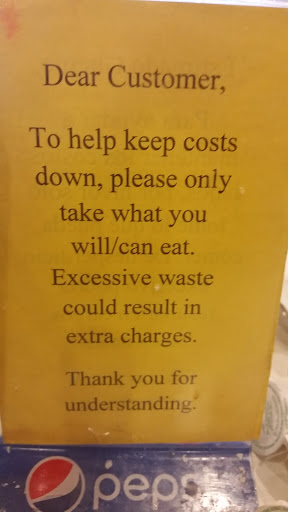 Dear Customer,
To help keep costs
down, please only
take what you
will/can eat.
Excessive waste
could result in
extra charges.
Thank you for
understanding.
pepsi